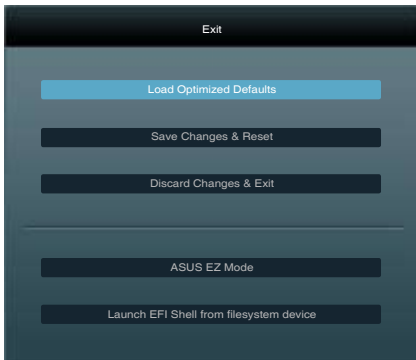 Exit
Load Optimized Defaults
Save Changes & Reset
Discard Changes & Exit
ASUS EZ Mode
Launch EFI Shell from filesystem device